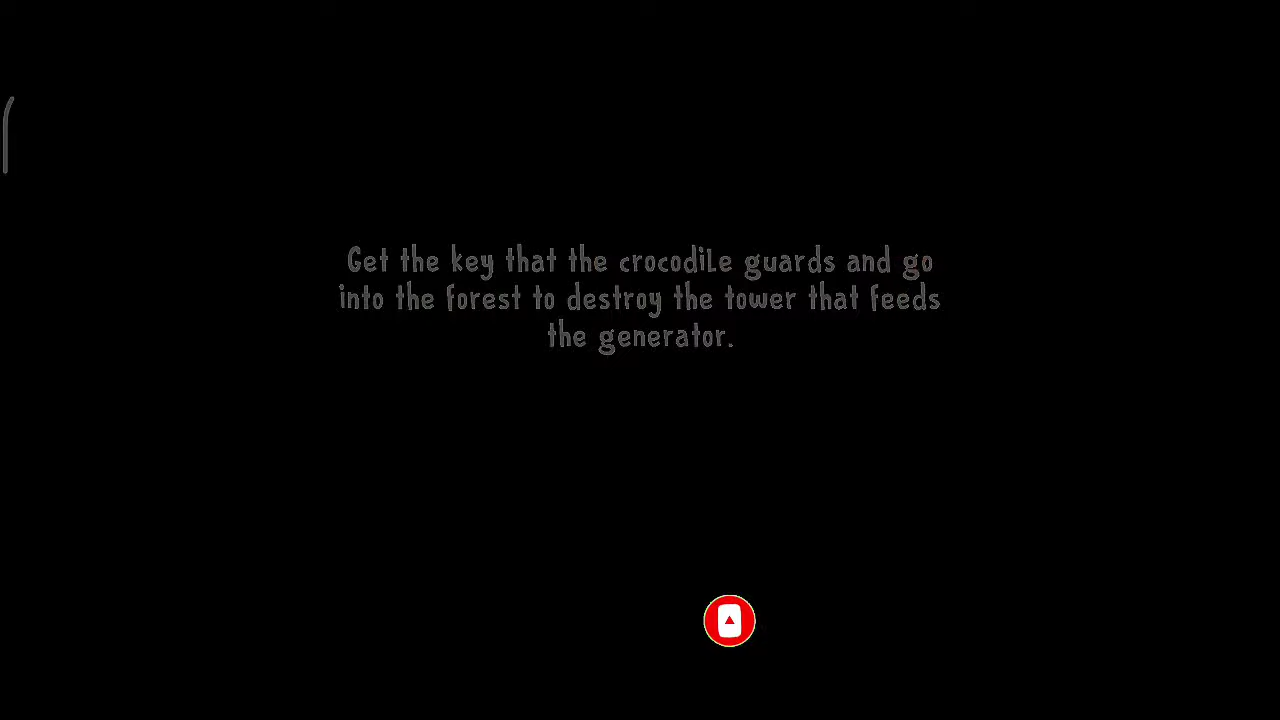 Get the key that the crocodile guards and go
into the forest to destroy the tower that feeds
the generator.